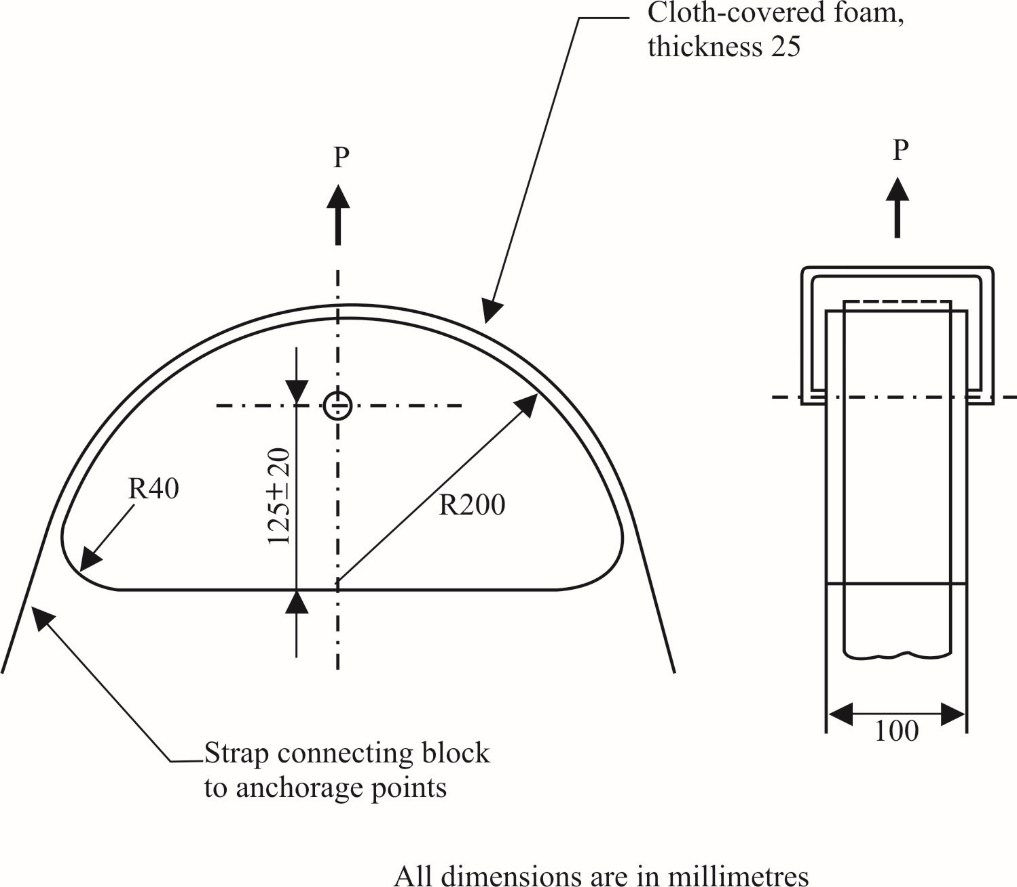 Cloth-covered foam,
thickness 25
P
P
R40
125± 20
R200
100
Strap connecting block
to anchorage points
All dimensions are in millimetres